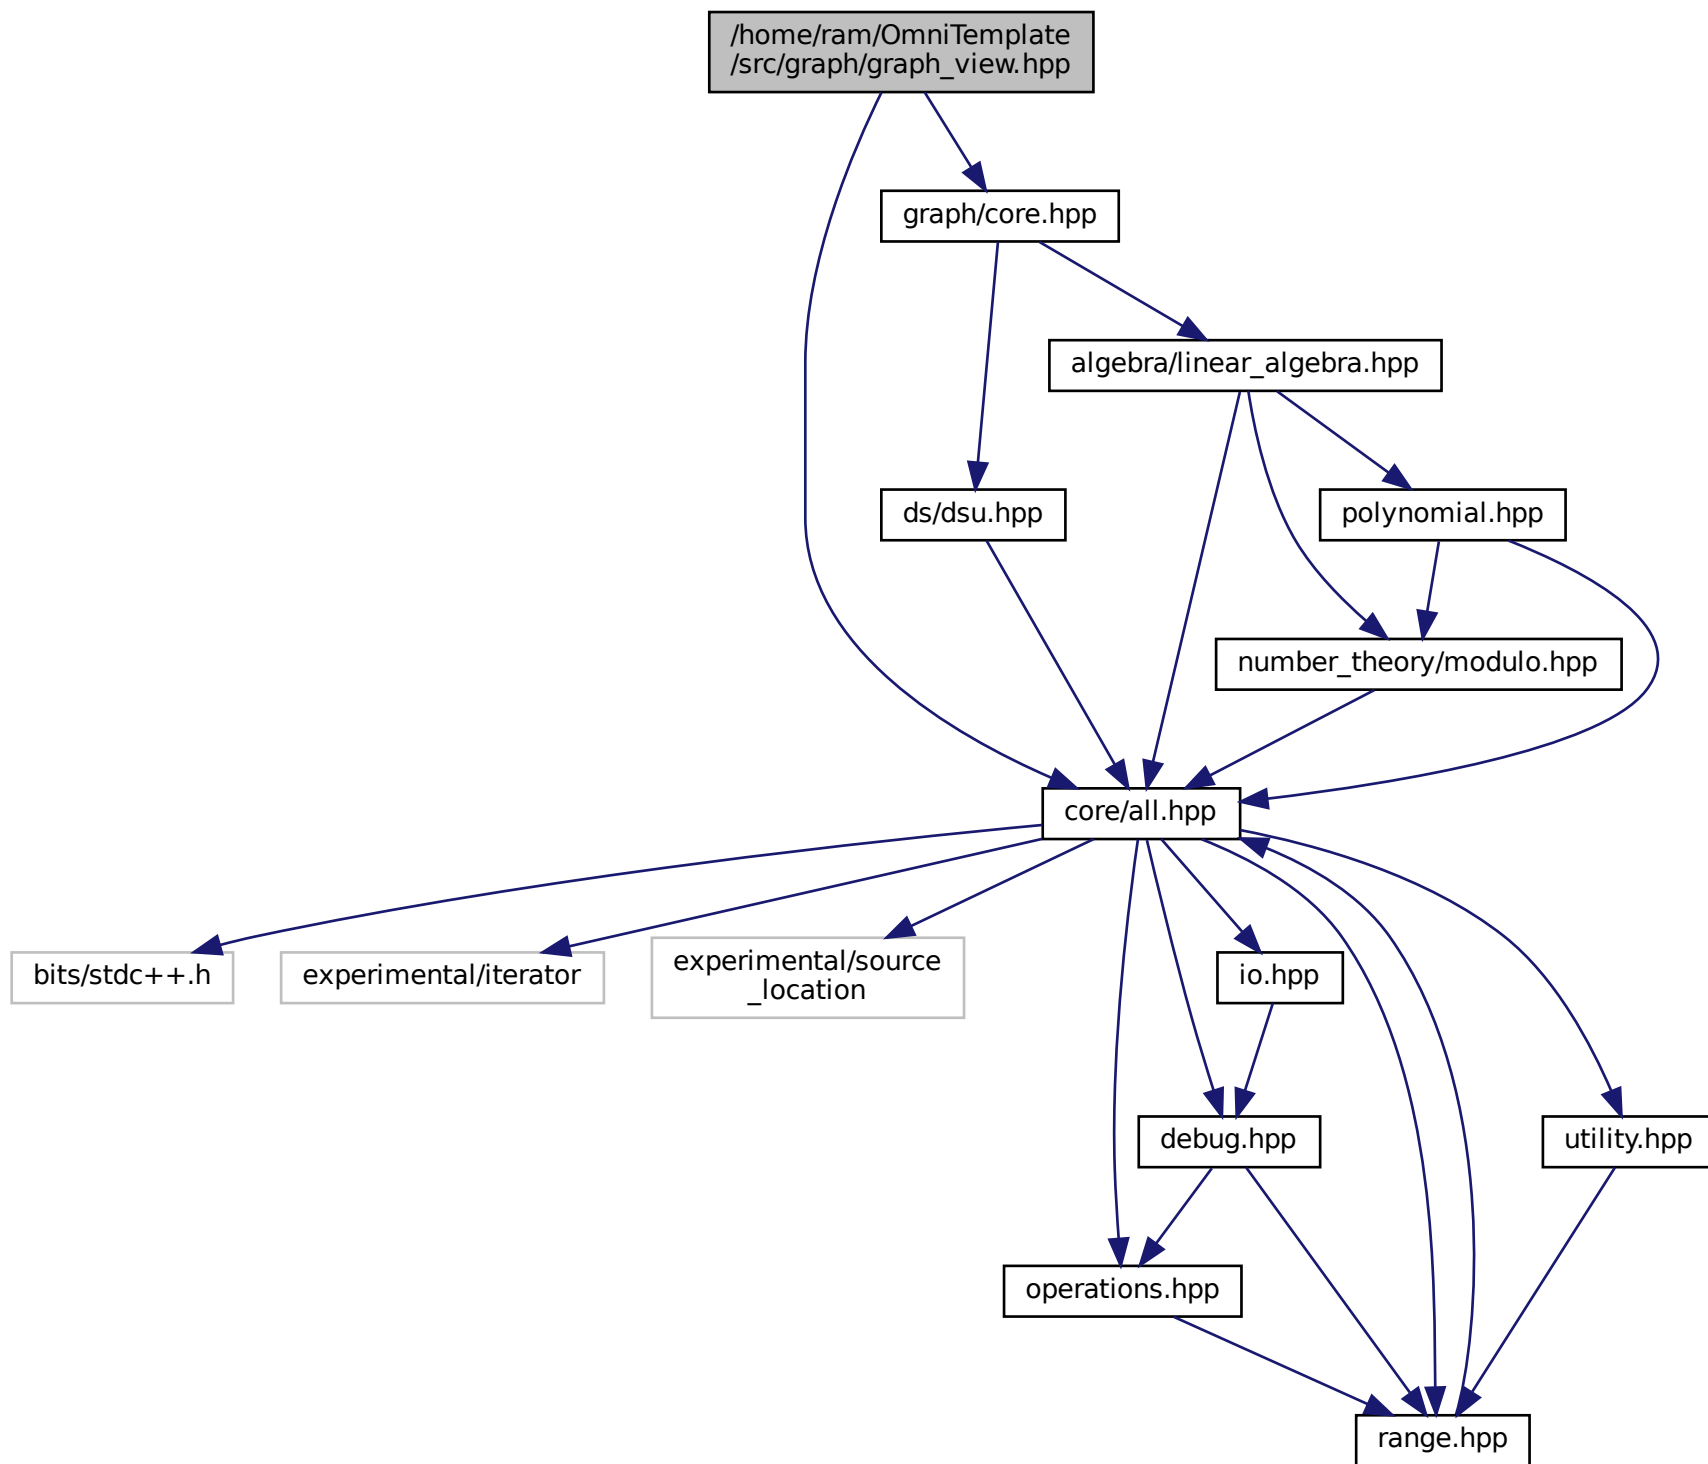 /home/ram/OmniTemplate
/src/graph/graph_view.hpp
graph/core.hpp
algebra/linear_algebra.hpp
ds/dsu.hpp
polynomial.hpp
number_theory/modulo.hpp
core/all.hpp
bits/stdc++.h
experimental/iterator
experimental/source
_location
io.hpp
debug.hpp
utility.hpp
operations.hpp
range.hpp